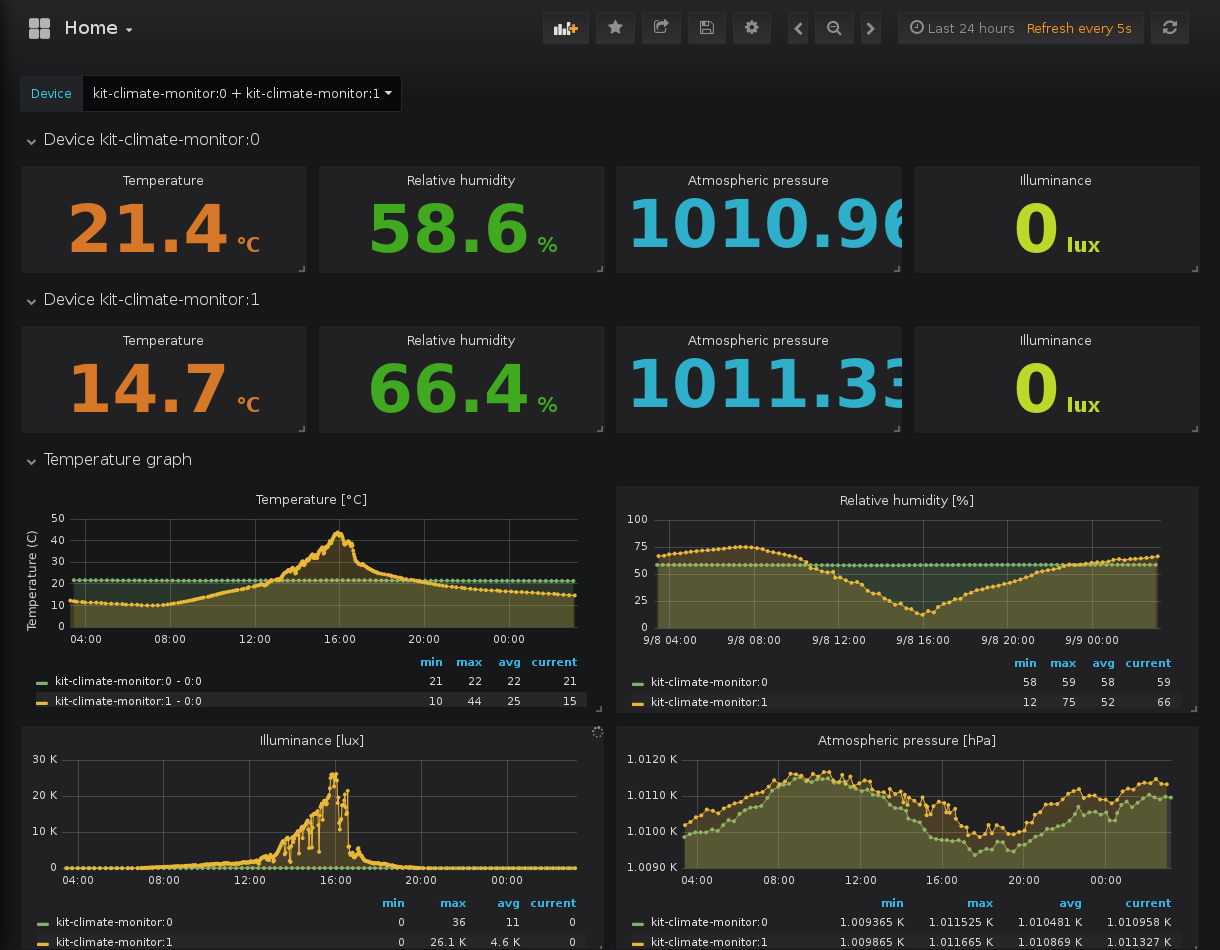 Home
Last 24 hours Refresh every 5s
Device kit-climate-monitor:0 + kit-climate-monitor:1
Device kit-climate-monitor:0
Temperature Relative humidity Atmospheric pressure Illuminance
21.4 °C 58.6 % 1010.96 0 lux
Device kit-climate-monitor:1
Temperature Relative humidity Atmospheric pressure Illuminance
14.7 °C 66.4 % 1011.33 0 lux
Temperature graph
Temperature [°C]
Temperature (C)
50
40
30
20
10
0
04:00 08:00 12:00 16:00 20:00 00:00
min max avg current
kit-climate-monitor:0 - 0:0 21 22 22 21
kit-climate-monitor:1 - 0:0 10 44 25 15
Relative humidity [%]
100
75
50
25
0
9/8 04:00 9/8 08:00 9/8 12:00 9/8 16:00 9/8 20:00 9/9 00:00
min max avg current
kit-climate-monitor:0 58 59 58 59
kit-climate-monitor:1 12 75 52 66
Illuminance [lux]
30 K
20 K
10 K
0
04:00 08:00 12:00 16:00 20:00 00:00
min max avg current
kit-climate-monitor:0 0 36 11 0
kit-climate-monitor:1 0 26.1 K 4.6 K 0
Atmospheric pressure [hPa]
1.0120 K
1.0110 K
1.0100 K
1.0090 K
04:00 08:00 12:00 16:00 20:00 00:00
min max avg current
kit-climate-monitor:0 1.009365 K 1.011525 K 1.010481 K 1.010958 K
kit-climate-monitor:1 1.009865 K 1.011665 K 1.010869 K 1.011327 K